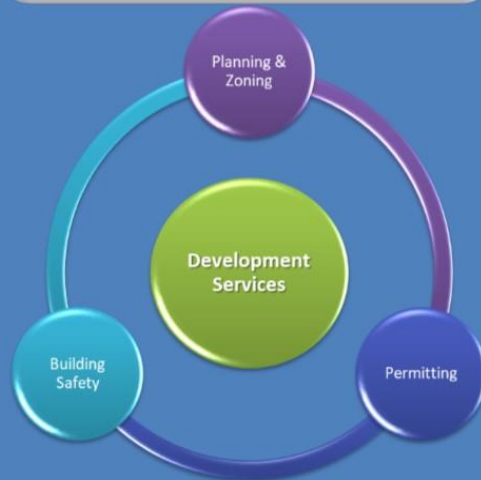 Planning &
Zoning
Development
Services
Building
Safety
Permitting